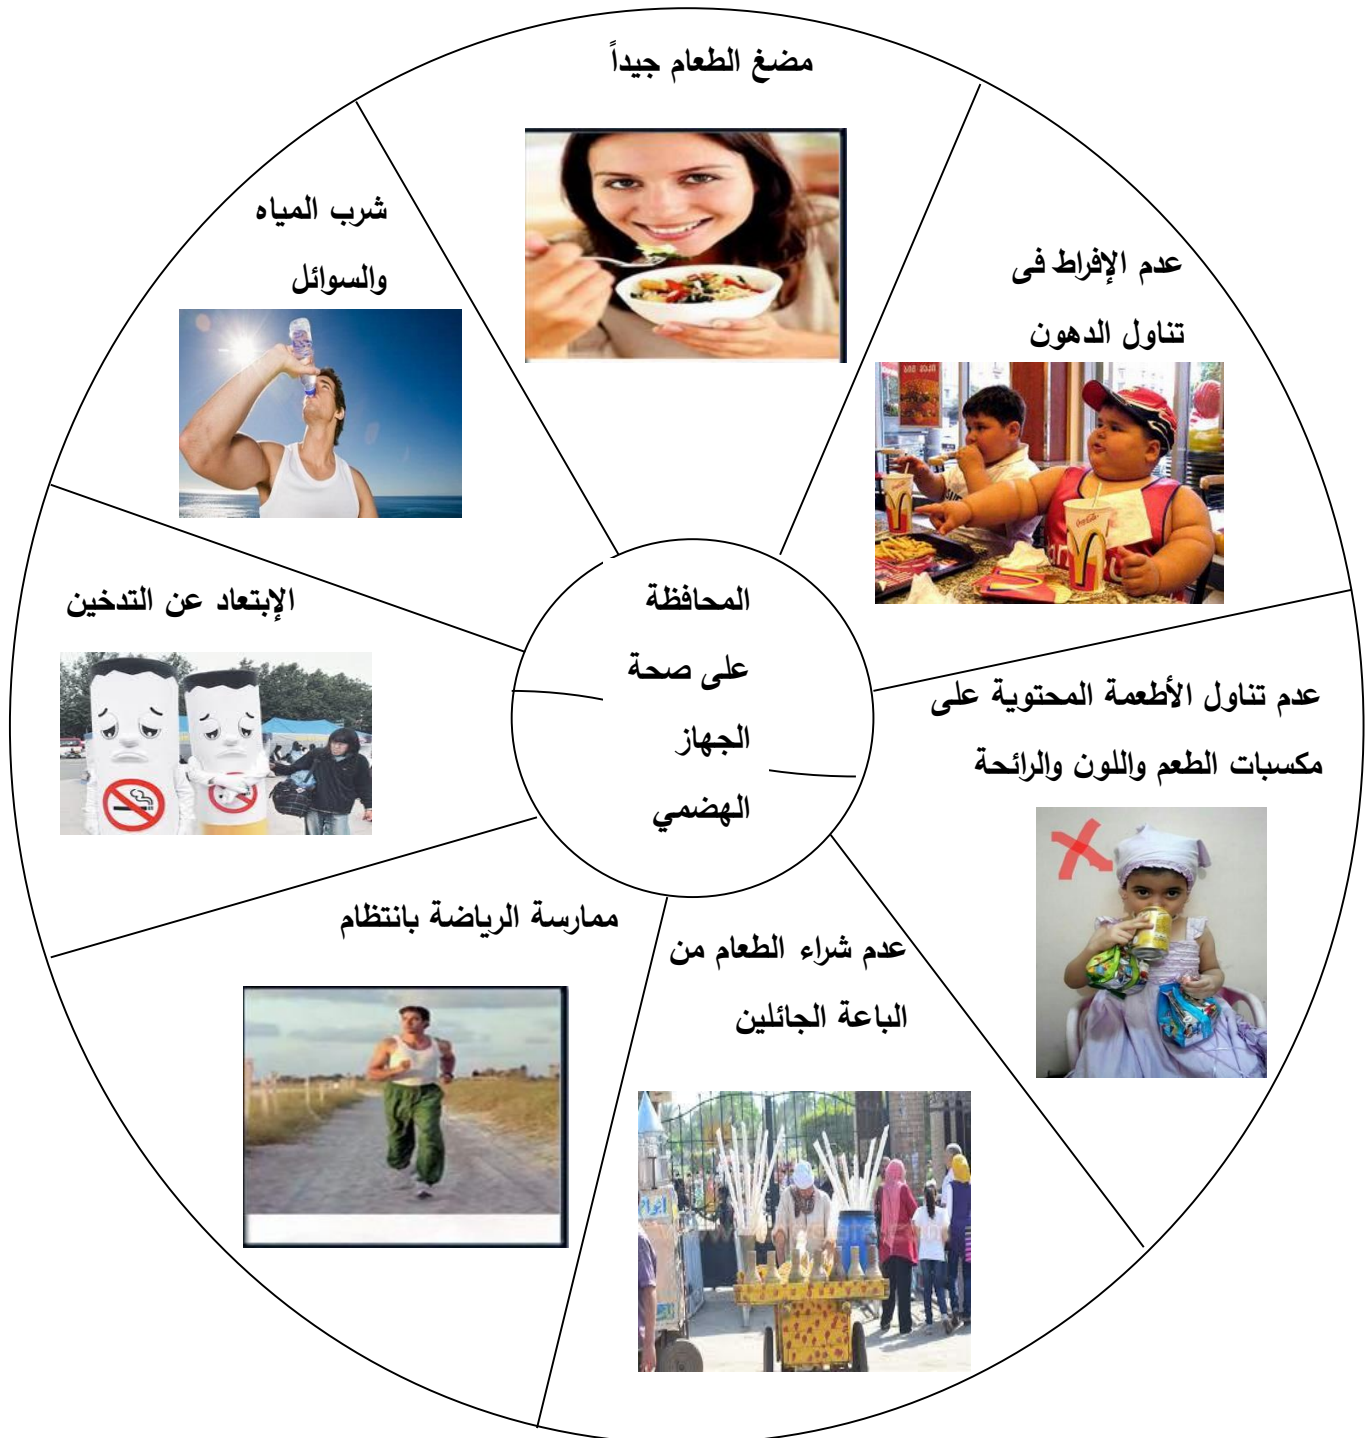 مضغ الطعام جيداً
عدم الإفراط فى
تناول الدهون
شرب المياه
والسوائل
المحافظة
على صحة
الجهاز
الهضمي
الإبتعاد عن التدخين
عدم تناول الأطعمة المحتوية على
مكسبات الطعم واللون والرائحة
ممارسة الرياضة بانتظام
عدم شراء الطعام من
الباعة الجائلين